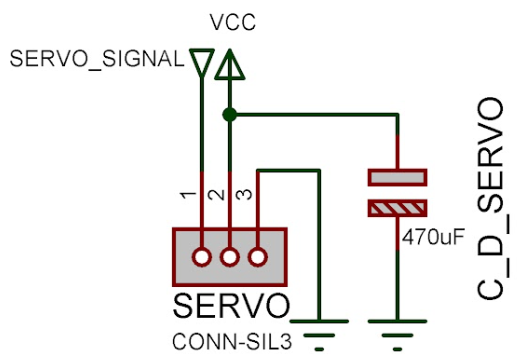 VCC
SERVO_SIGNAL
1
2
3
C_D_SERVO
470uF
SERVO
CONN-SIL3